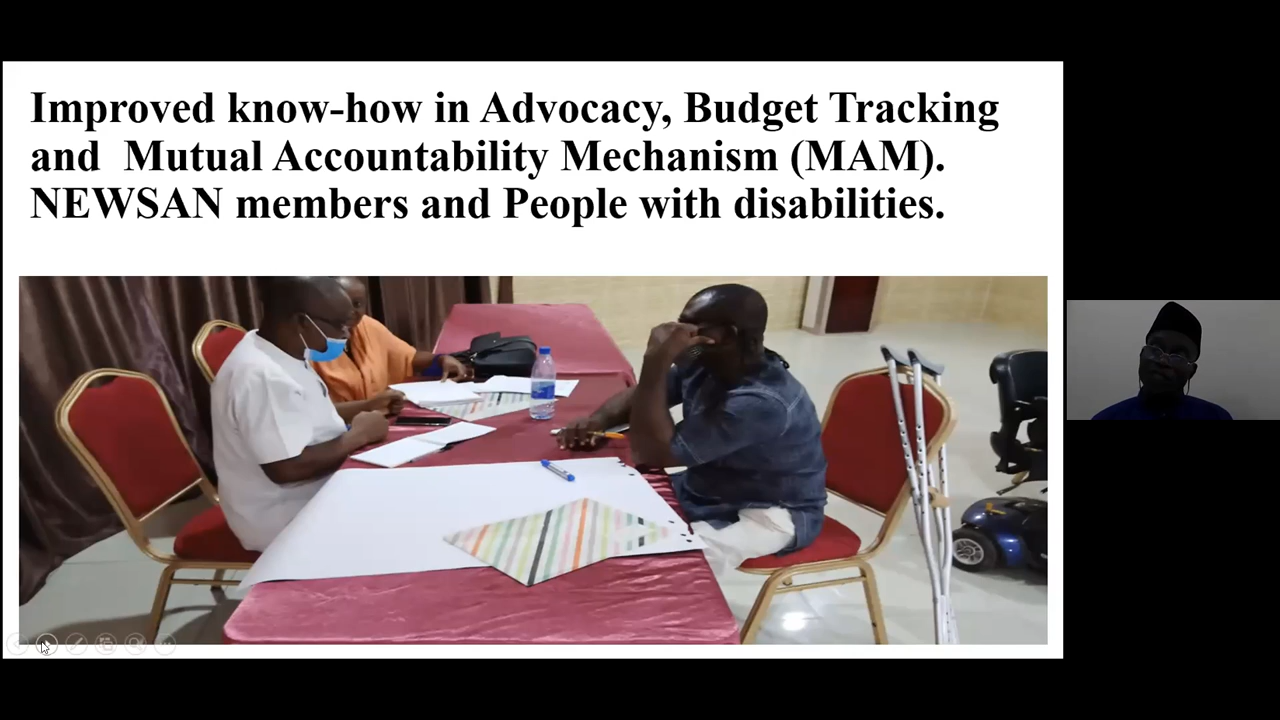 Improved know-how in Advocacy, Budget Tracking
and  Mutual Accountability Mechanism (MAM).
NEWSAN members and People with disabilities.